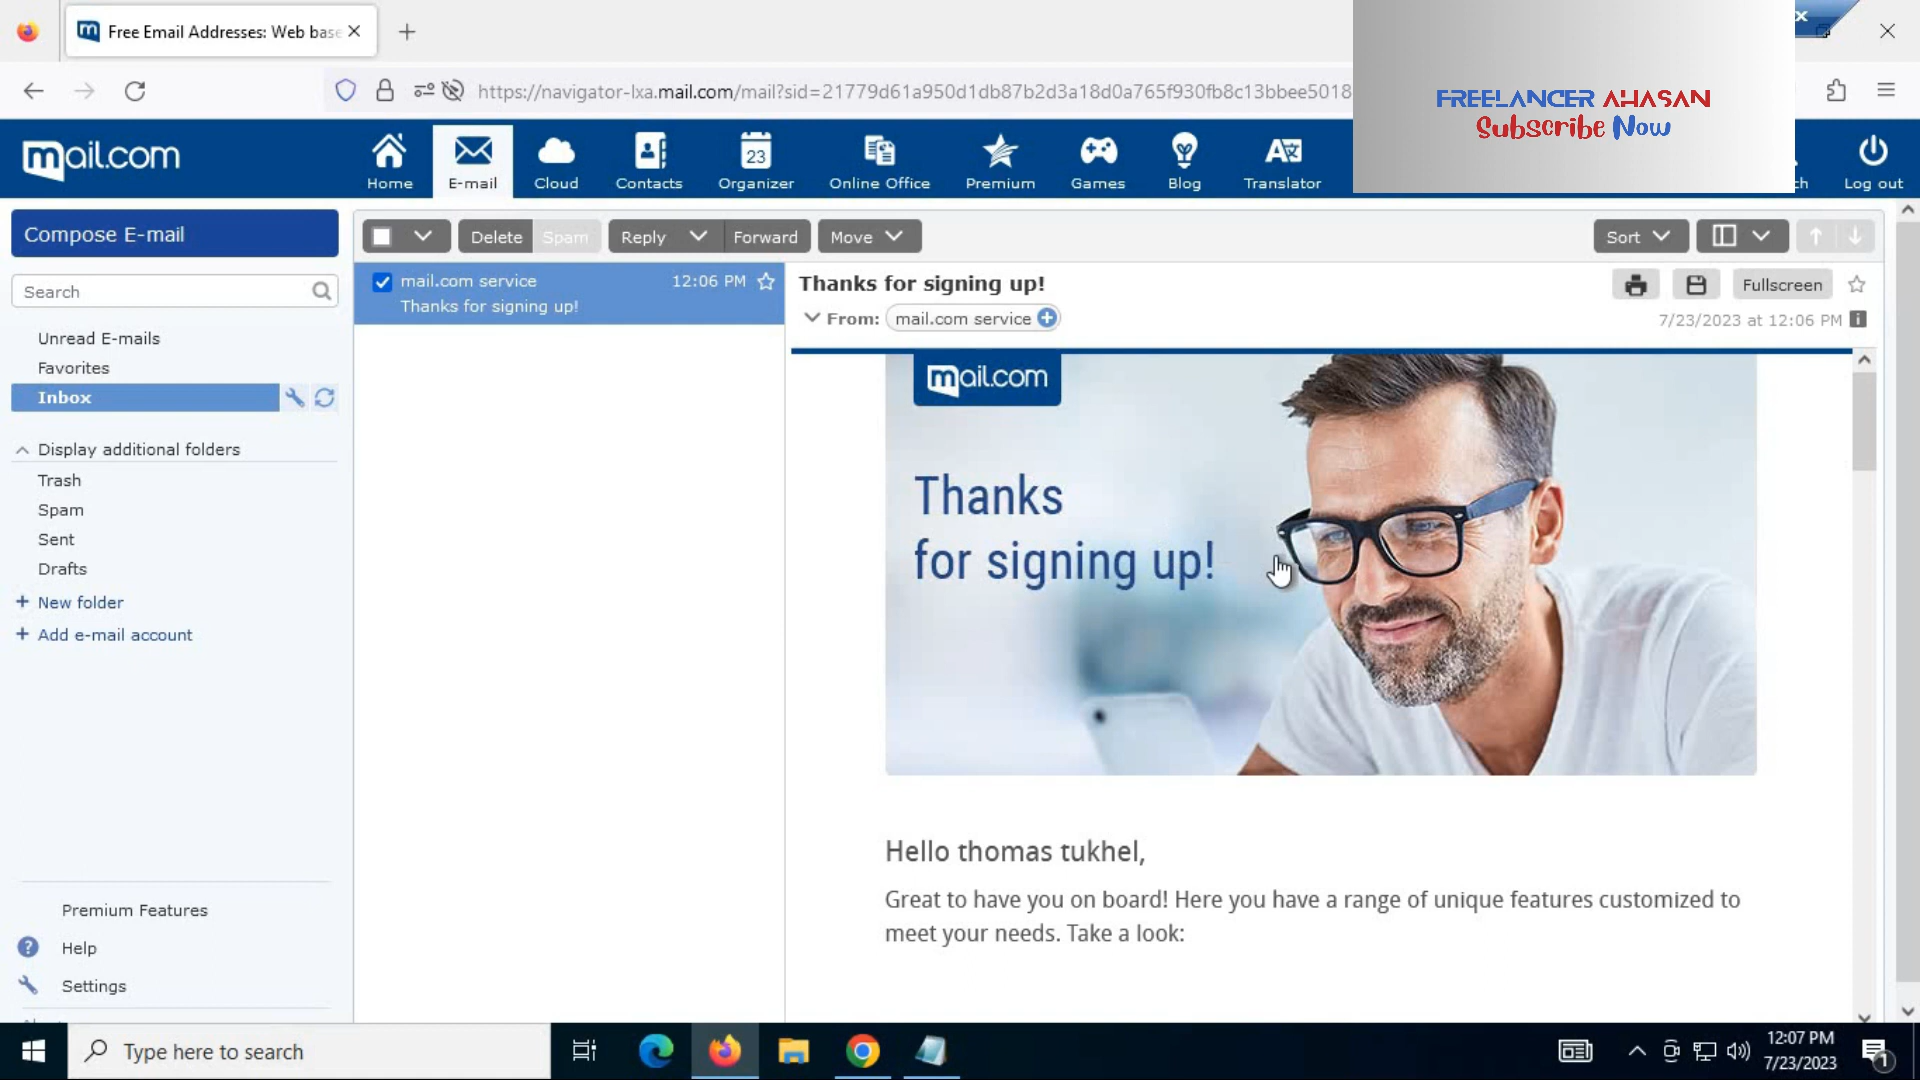 Free Email Addresses: Web base
https://navigator-lxa.mail.com/mail?sid=21779d61a950d1db87b2d3a18d0a765f930fb8c13bbee5018
FREELANCER AHASAN
Subscribe Now
mail.com
Home
E-mail
Cloud
Contacts
23
Organizer
Online Office
Premium
Games
Blog
Translator
Log out
Compose E-mail
Delete
Spam
Reply
Forward
Move
Sort
Search
mail.com service
12:06 PM
Thanks for signing up!
Thanks for signing up!
Fullscreen
From: mail.com service
7/23/2023 at 12:06 PM
Unread E-mails
Favorites
Inbox
Display additional folders
Trash
Spam
Sent
Drafts
+ New folder
+ Add e-mail account
Premium Features
? Help
Settings
mail.com
Thanks
for signing up!
Hello thomas tukhel,
Great to have you on board! Here you have a range of unique features customized to
meet your needs. Take a look:
Type here to search
12:07 PM
7/23/2023
1